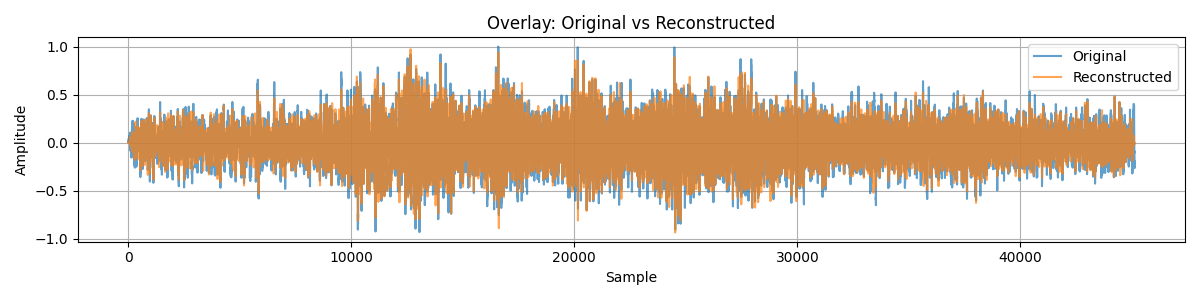 Overlay: Original vs Reconstructed
Original
Reconstructed
Amplitude
1.0
0.5
0.0
−0.5
−1.0
0
10000
20000
30000
40000
Sample